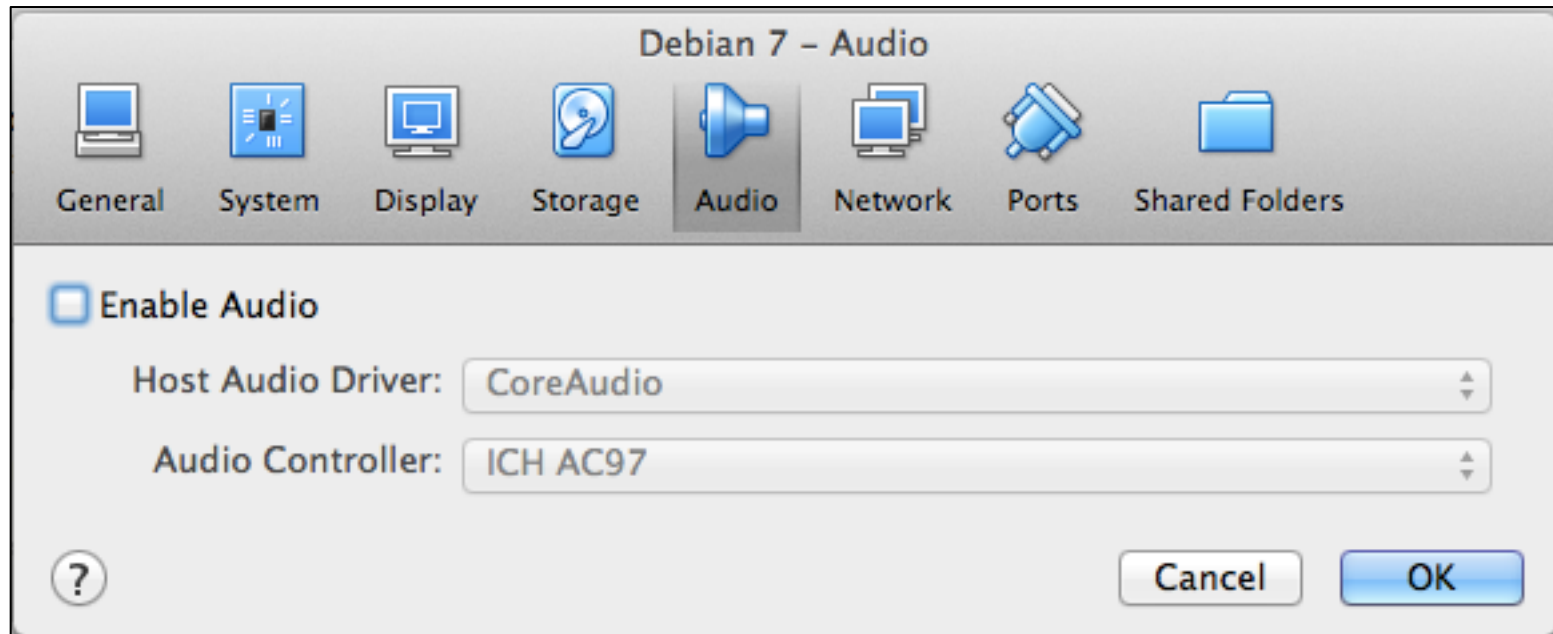 Debian 7 – Audio
General System Display Storage Audio Network Ports Shared Folders
Enable Audio
Host Audio Driver: CoreAudio
Audio Controller: ICH AC97
? Cancel OK